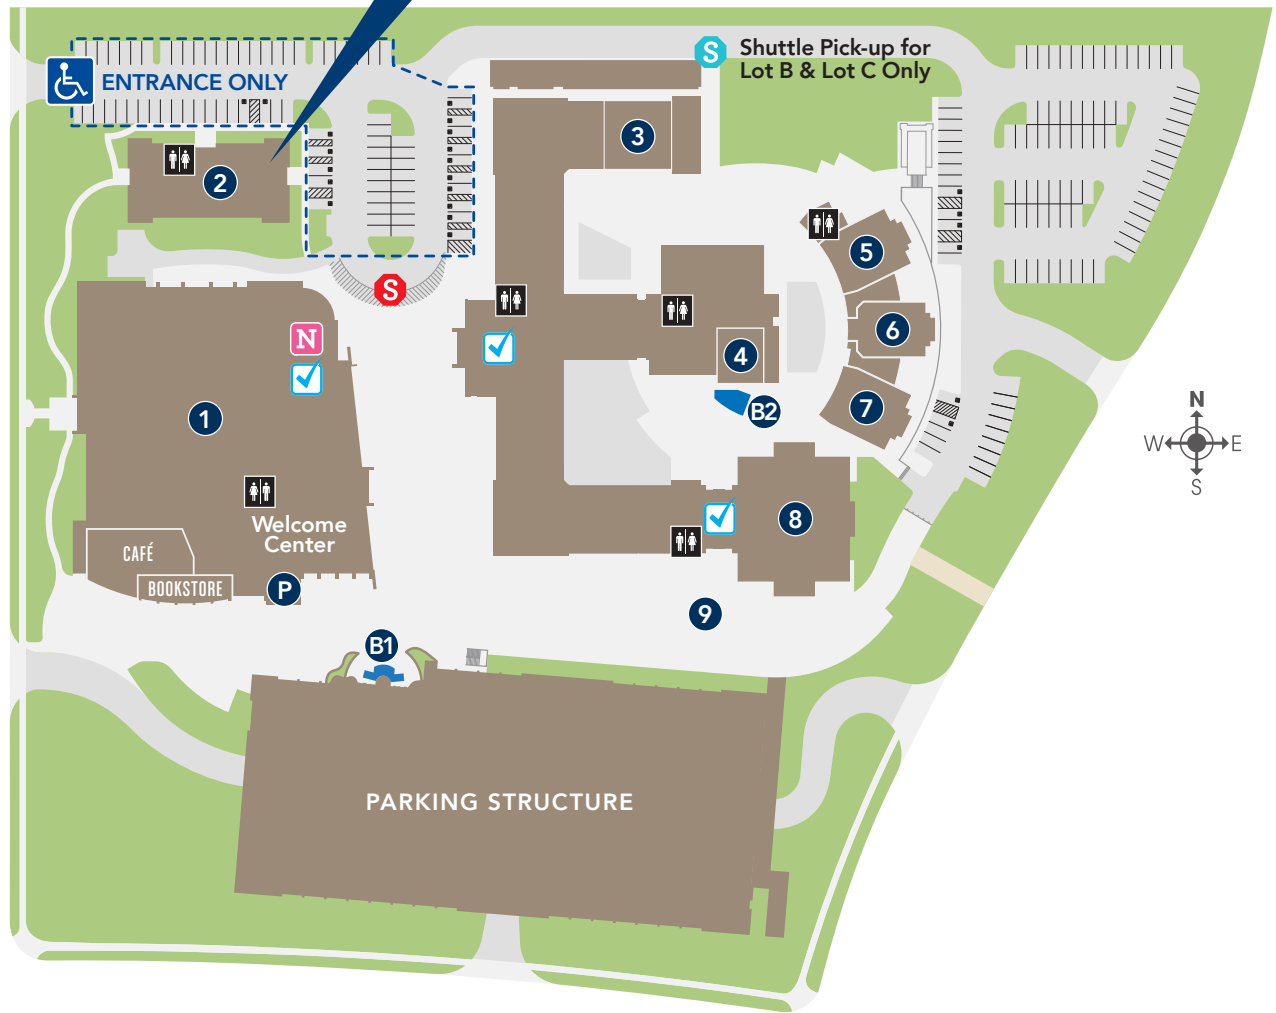 S
Shuttle Pick-up for
Lot B & Lot C Only
ENTRANCE ONLY
3
2
5
S
6
N
4
1
B2
7
N
W
E
S
8
Welcome
Center
CAFÉ
BOOKSTORE
P
9
B1
PARKING STRUCTURE